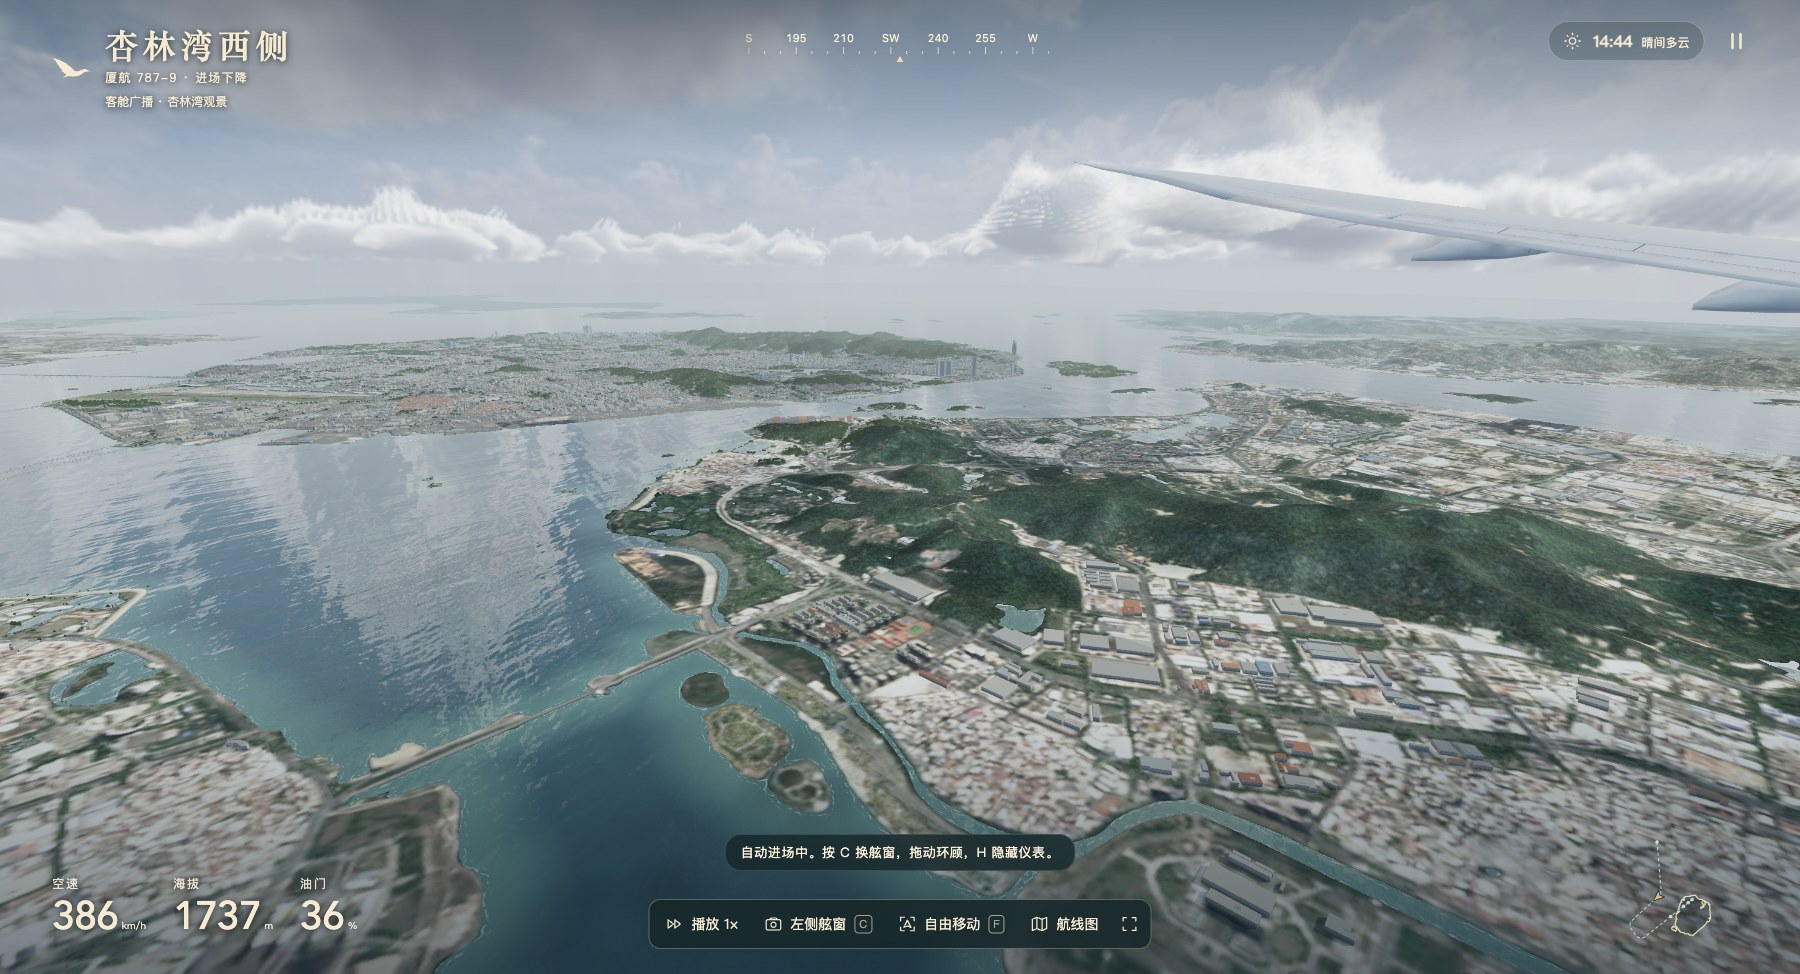 杏林湾西侧
厦航 787-9 · 进场下降
客舱广播 · 杏林湾观景
S 195 210 SW 240 255 W
14:44 晴间多云
自动进场中。按 C 换舷窗，拖动环顾，H 隐藏仪表。
空速 海拔 油门
386 km/h 1737 m 36 %
播放 1× 左侧舷窗 C 自由移动 F 航线图